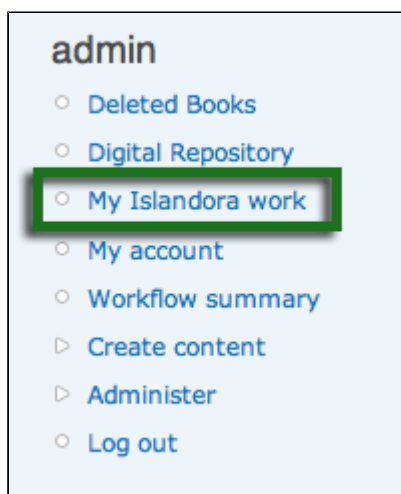 admin
Deleted Books
Digital Repository
My Islandora work
My account
Workflow summary
Create content
Administer
Log out